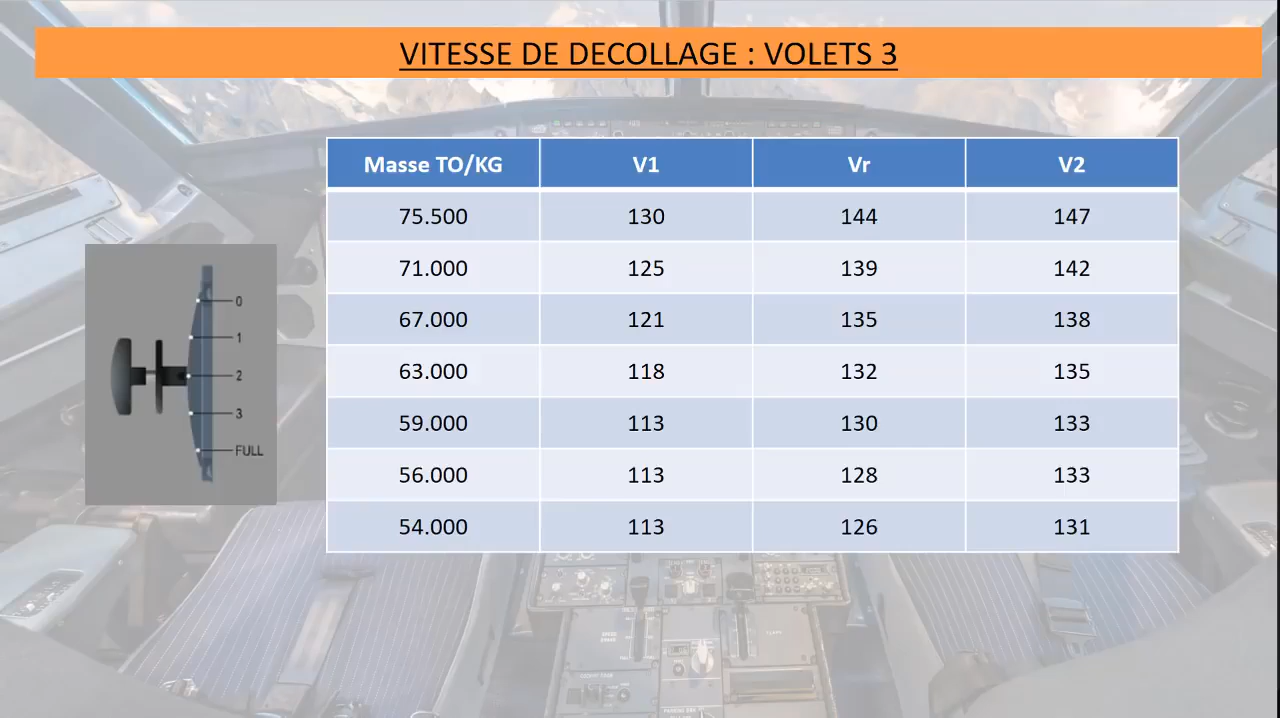 VITESSE DE DECOLLAGE : VOLETS 3
Masse TO/KG V1 Vr V2
75.500 130 144 147
71.000 125 139 142
67.000 121 135 138
63.000 118 132 135
59.000 113 130 133
56.000 113 128 133
54.000 113 126 131
0
1
2
3
FULL